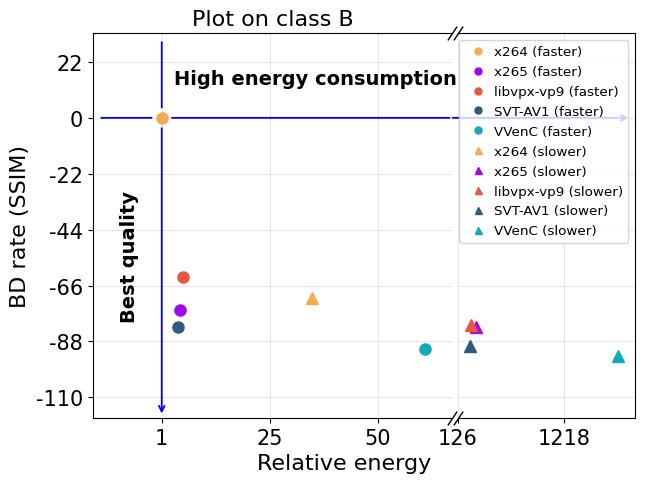 Plot on class B
High energy consumption
Best quality
BD rate (SSIM)
22
0
-22
-44
-66
-88
-110
1
25
50
126
1218
Relative energy
x264 (faster)
x265 (faster)
libvpx-vp9 (faster)
SVT-AV1 (faster)
VVenC (faster)
x264 (slower)
x265 (slower)
libvpx-vp9 (slower)
SVT-AV1 (slower)
VVenC (slower)